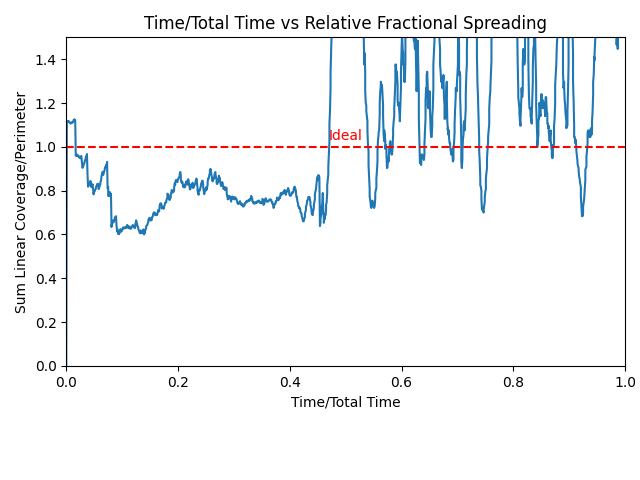 Time/Total Time vs Relative Fractional Spreading
1.4
1.2
1.0
0.8
0.6
0.4
0.2
0.0
Sum Linear Coverage/Perimeter
Ideal
0.0 0.2 0.4 0.6 0.8 1.0
Time/Total Time